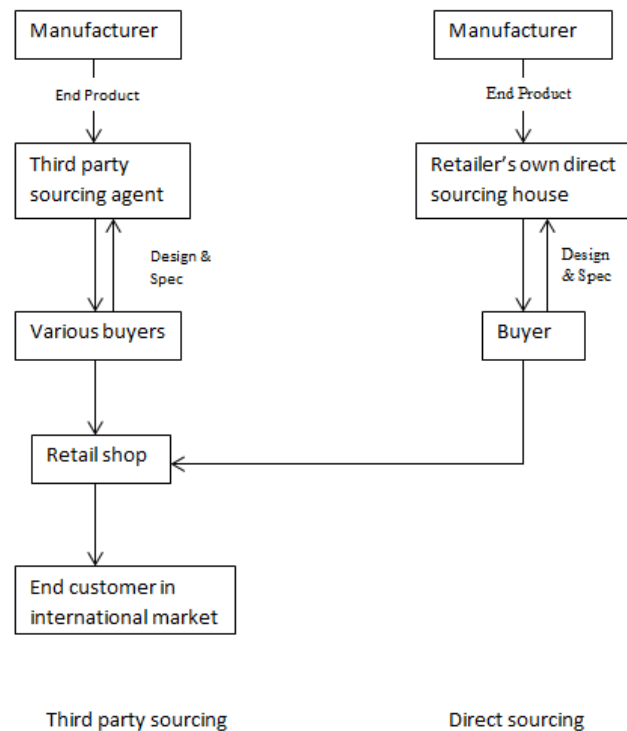 Manufacturer
Manufacturer
End Product
End Product
Third party
sourcing agent
Retailer's own direct
sourcing house
Design &
Spec
Design
& Spec
Various buyers
Buyer
Retail shop
End customer in
international market
Third party sourcing
Direct sourcing